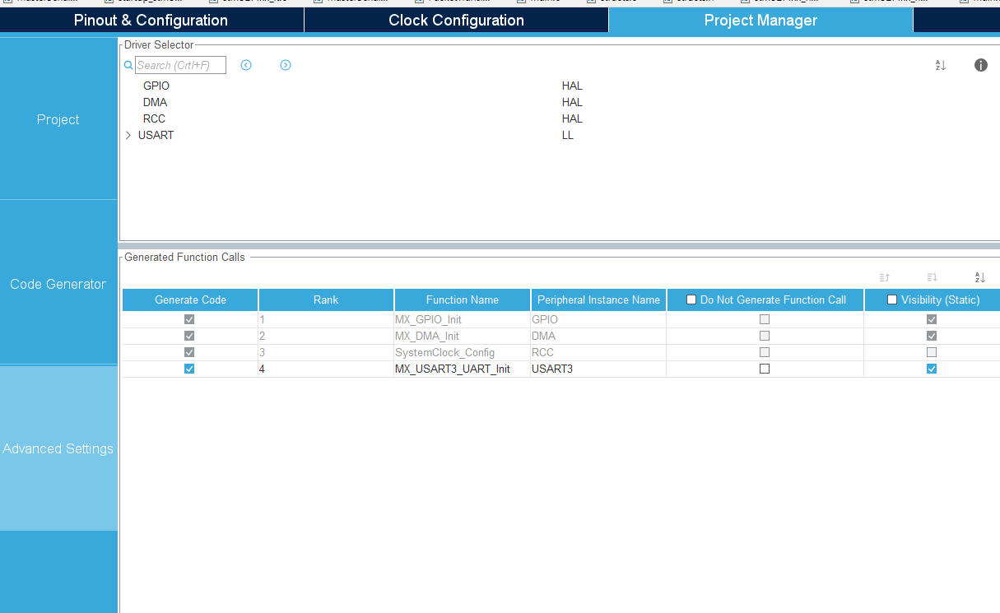 Pinout & Configuration Clock Configuration Project Manager
Driver Selector
Search (CrtI+F)
GPIO HAL
DMA HAL
RCC HAL
USART LL
Project
Code Generator
Advanced Settings
Generated Function Calls
Generate Code Rank Function Name Peripheral Instance Name Do Not Generate Function Call Visibility (Static)
1 MX_GPIO_Init GPIO
2 MX_DMA_Init DMA
3 SystemClock_Config RCC
4 MX_USART3_UART_Init USART3